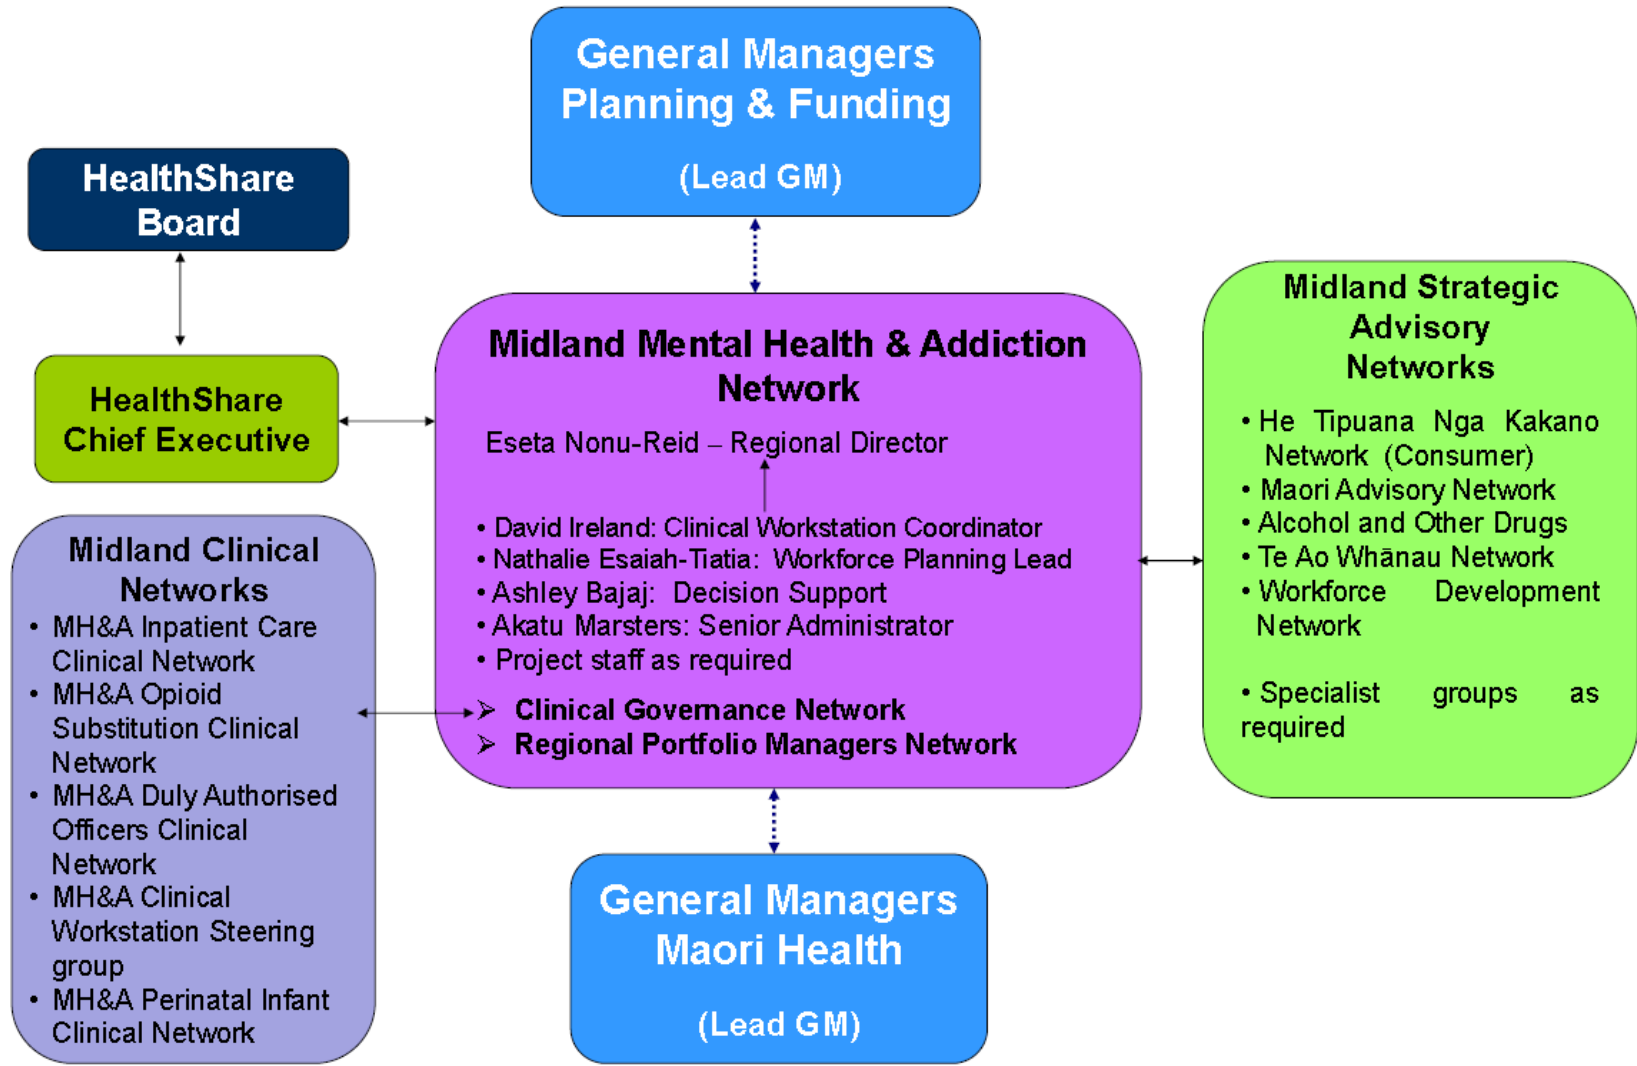 General Managers
Planning & Funding
(Lead GM)
HealthShare
Board
HealthShare
Chief Executive
Midland Mental Health & Addiction
Network
Eseta Nonu-Reid – Regional Director
• David Ireland: Clinical Workstation Coordinator
• Nathalie Esaiah-Tiatia: Workforce Planning Lead
• Ashley Bajaj: Decision Support
• Akatu Marsters: Senior Administrator
• Project staff as required
➢ Clinical Governance Network
➢ Regional Portfolio Managers Network
Midland Strategic
Advisory
Networks
• He Tipuana Nga Kakano
Network (Consumer)
• Maori Advisory Network
• Alcohol and Other Drugs
• Te Ao Whānau Network
• Workforce Development
Network
• Specialist groups as
required
Midland Clinical
Networks
• MH&A Inpatient Care
Clinical Network
• MH&A Opioid
Substitution Clinical
Network
• MH&A Duly Authorised
Officers Clinical
Network
• MH&A Clinical
Workstation Steering
group
• MH&A Perinatal Infant
Clinical Network
General Managers
Maori Health
(Lead GM)